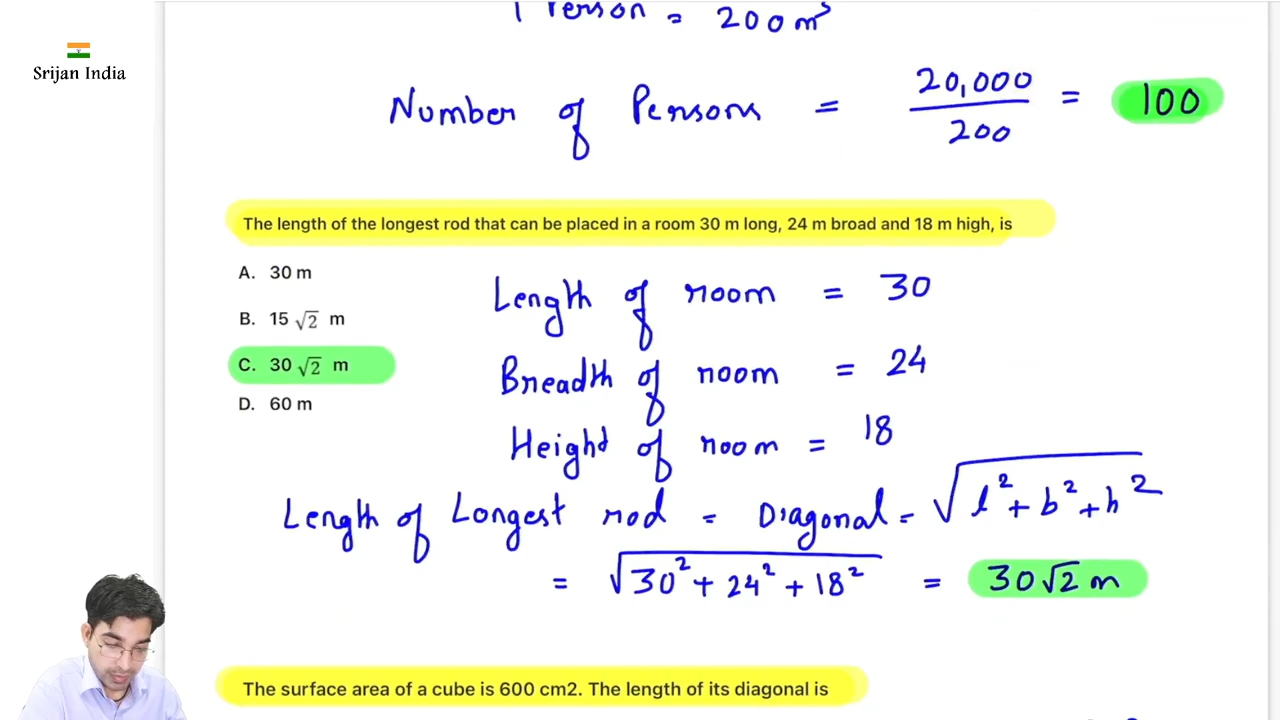 1 Person = 200 m³
Srijan India
Number of Persons = 20,000 / 200 = 100
The length of the longest rod that can be placed in a room 30 m long, 24 m broad and 18 m high, is
A. 30 m
B. 15 √2 m
C. 30 √2 m
D. 60 m
Length of room = 30
Breadth of room = 24
Height of room = 18
Length of Longest rod = Diagonal = √l² + b² + h²
= √30² + 24² + 18² = 30√2 m
The surface area of a cube is 600 cm2. The length of its diagonal is